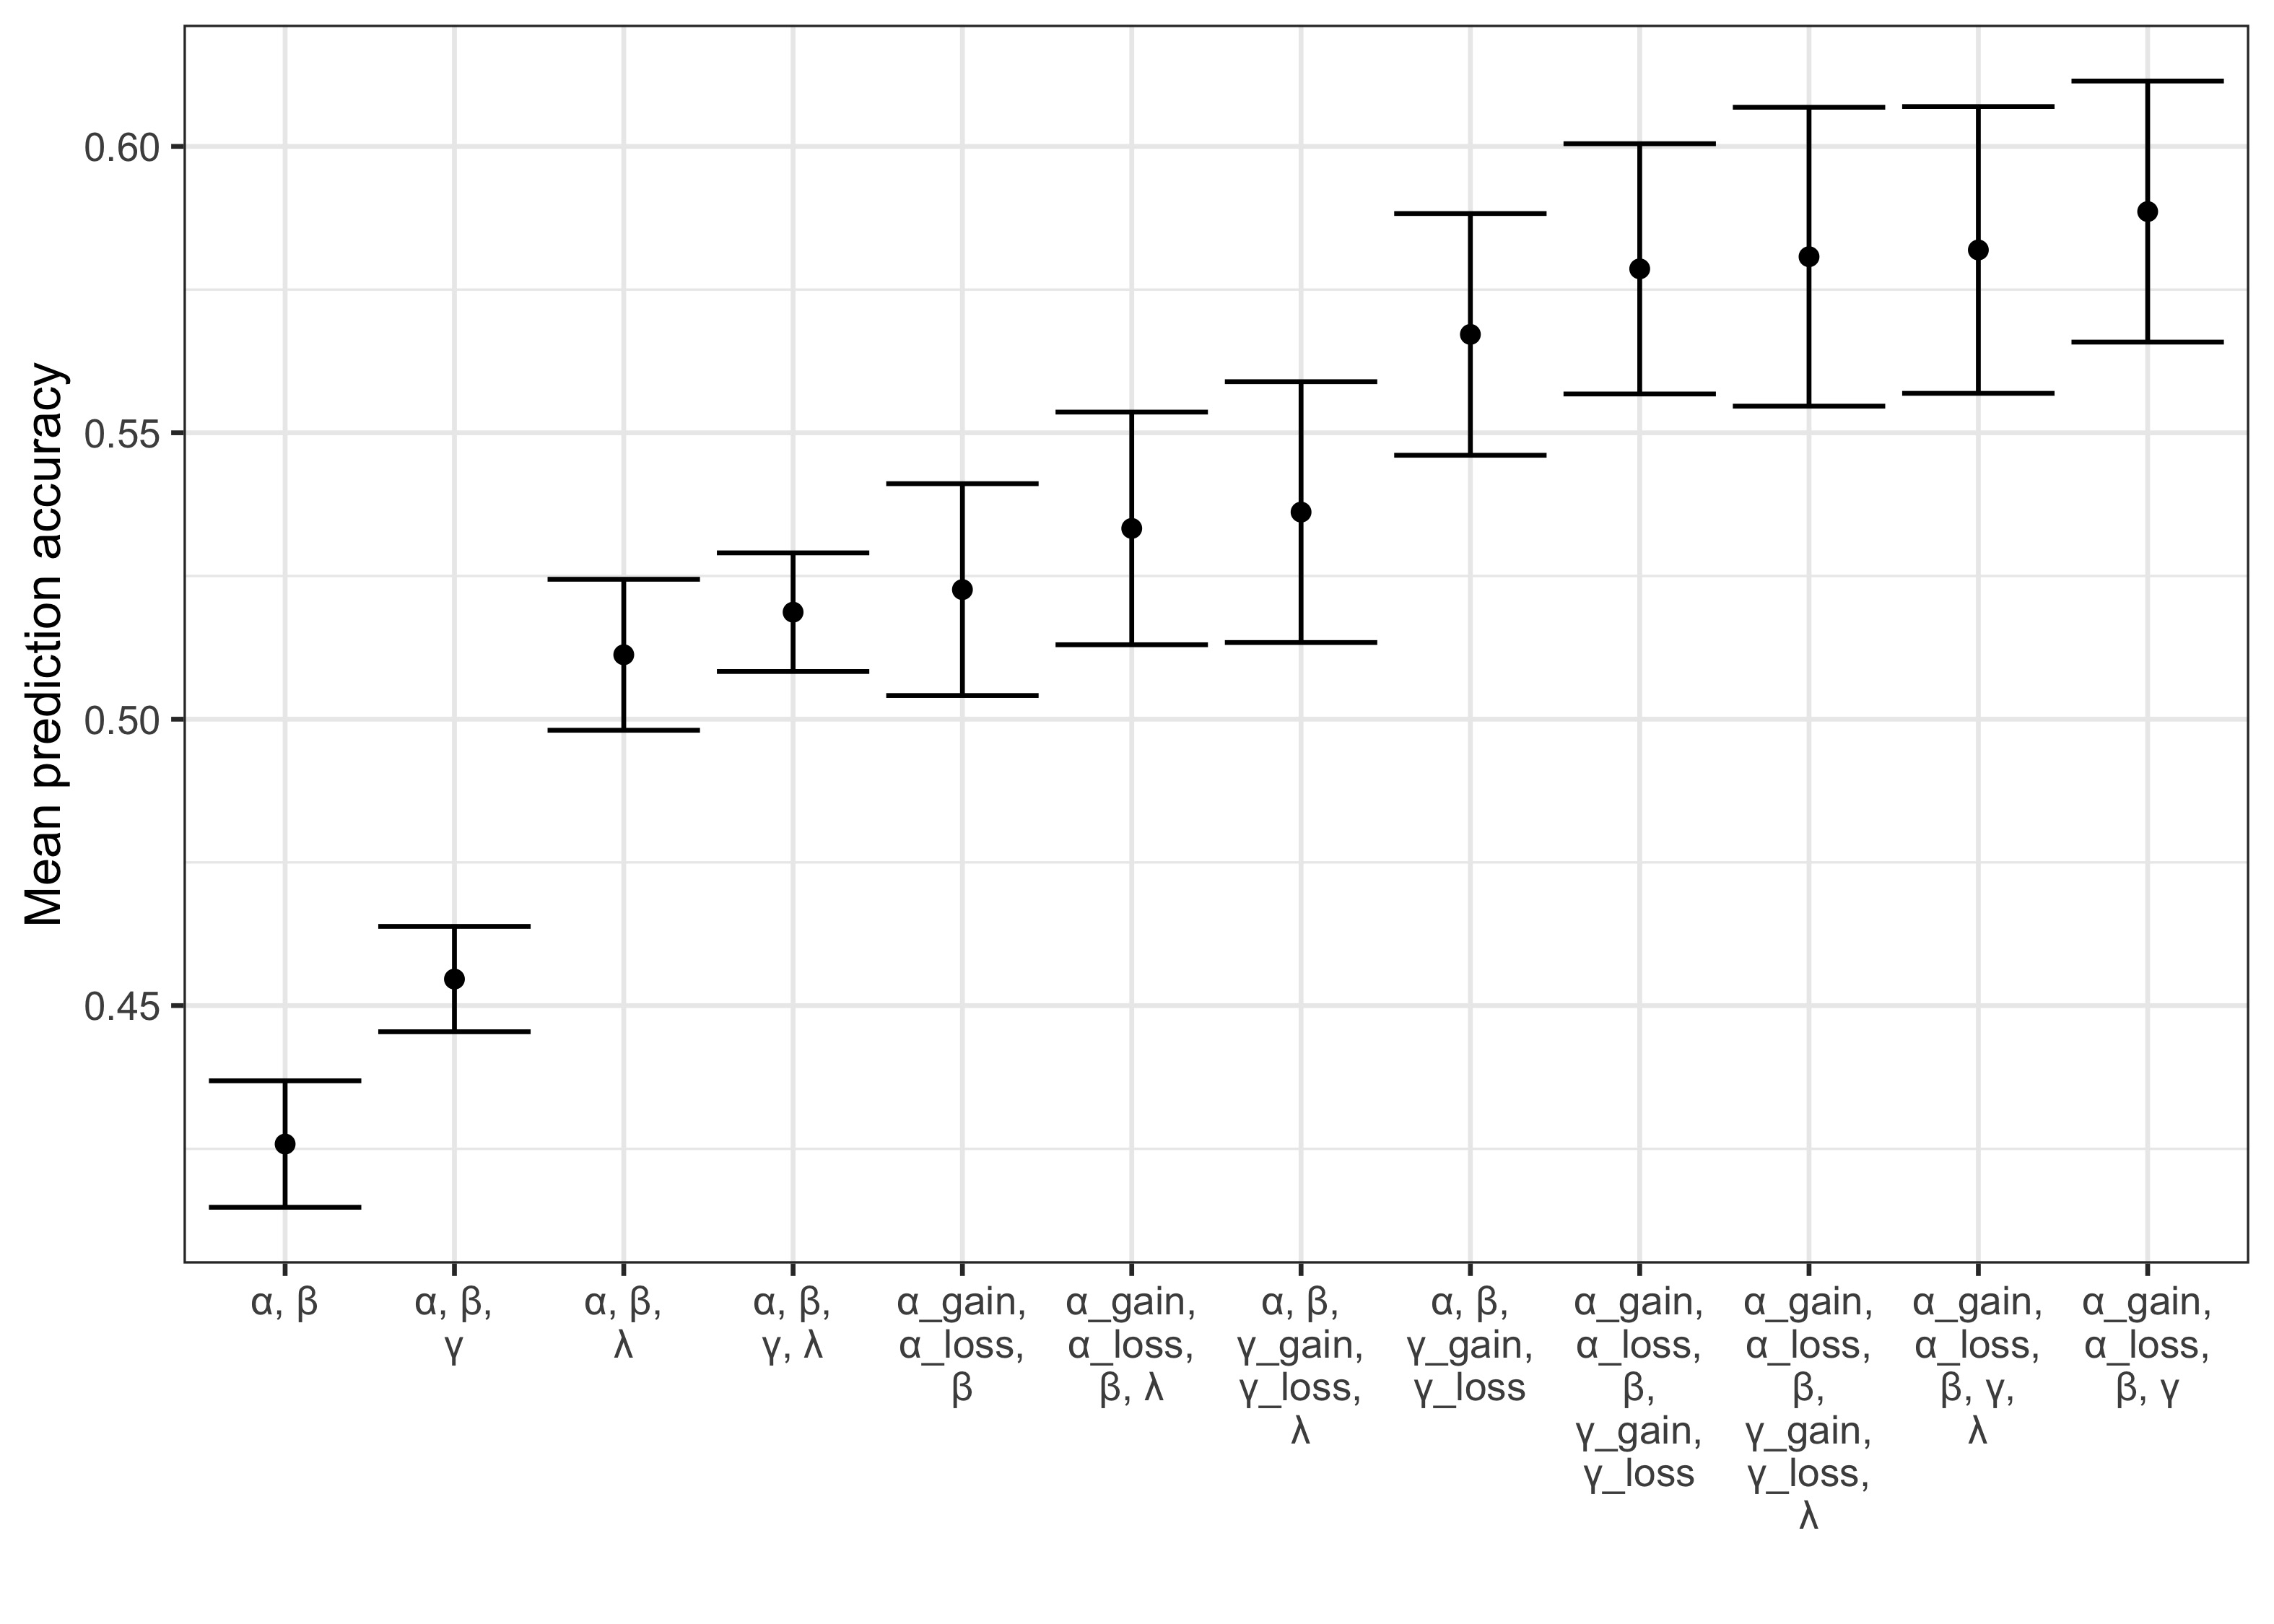 Mean prediction accuracy
0.60
0.55
0.50
0.45
α, β
α, β,
γ
α, β,
λ
α, β,
γ, λ
α_gain,
α_loss,
β
α_gain,
α_loss,
β, λ
α, β,
γ_gain,
γ_loss,
λ
α, β,
γ_gain,
γ_loss
α_gain,
α_loss,
β,
γ_gain,
γ_loss
α_gain,
α_loss,
β,
γ_gain,
γ_loss,
λ
α_gain,
α_loss,
β, γ,
λ
α_gain,
α_loss,
β, γ